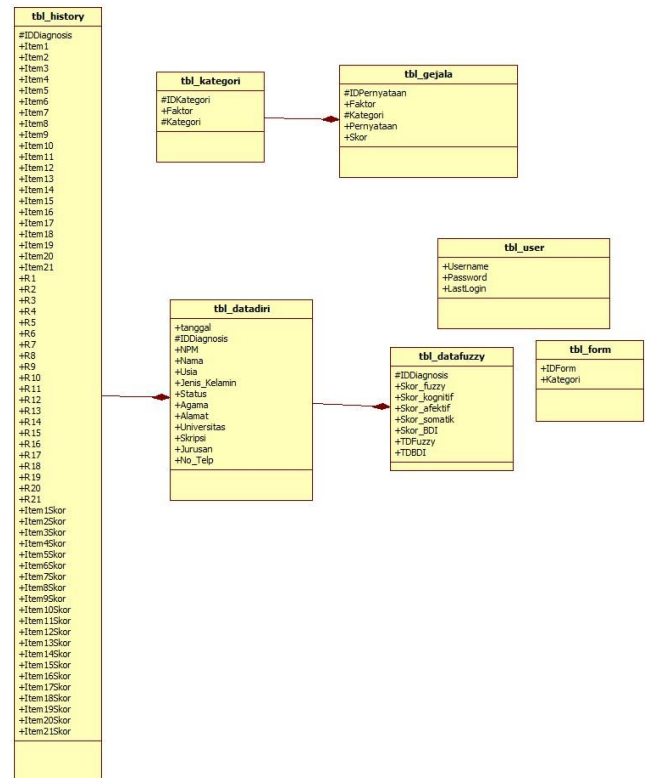 tbl_history
#IDDiagnosis
+Item1
+Item2
+Item3
+Item4
+Item5
+Item6
+Item7
+Item8
+Item9
+Item10
+Item11
+Item12
+Item13
+Item14
+Item15
+Item16
+Item17
+Item18
+Item19
+Item20
+Item21
+R1
+R2
+R3
+R4
+R5
+R6
+R7
+R8
+R9
+R10
+R11
+R12
+R13
+R14
+R15
+R16
+R17
+R18
+R19
+R20
+R21
+Item1Skor
+Item2Skor
+Item3Skor
+Item4Skor
+Item5Skor
+Item6Skor
+Item7Skor
+Item8Skor
+Item9Skor
+Item10Skor
+Item11Skor
+Item12Skor
+Item13Skor
+Item14Skor
+Item15Skor
+Item16Skor
+Item17Skor
+Item18Skor
+Item19Skor
+Item20Skor
+Item21Skor
tbl_kategori
#IDKategori
+Faktor
#Kategori
tbl_gejala
#IDPernyataan
+Faktor
#Kategori
+Pernyataan
+Skor
tbl_user
+Username
+Password
+LastLogin
tbl_datadiri
+tanggal
#IDDiagnosis
+NPM
+Nama
+Usia
+Jenis_Kelamin
+Status
+Agama
+Alamat
+Universitas
+Skripsi
+Jurusan
+No_Telp
tbl_datafuzzy
#IDDiagnosis
+Skor_fuzzy
+Skor_kognitif
+Skor_afektif
+Skor_somatik
+Skor_BDI
+TDFuzzy
+TDBDI
tbl_form
+IDForm
+Kategori